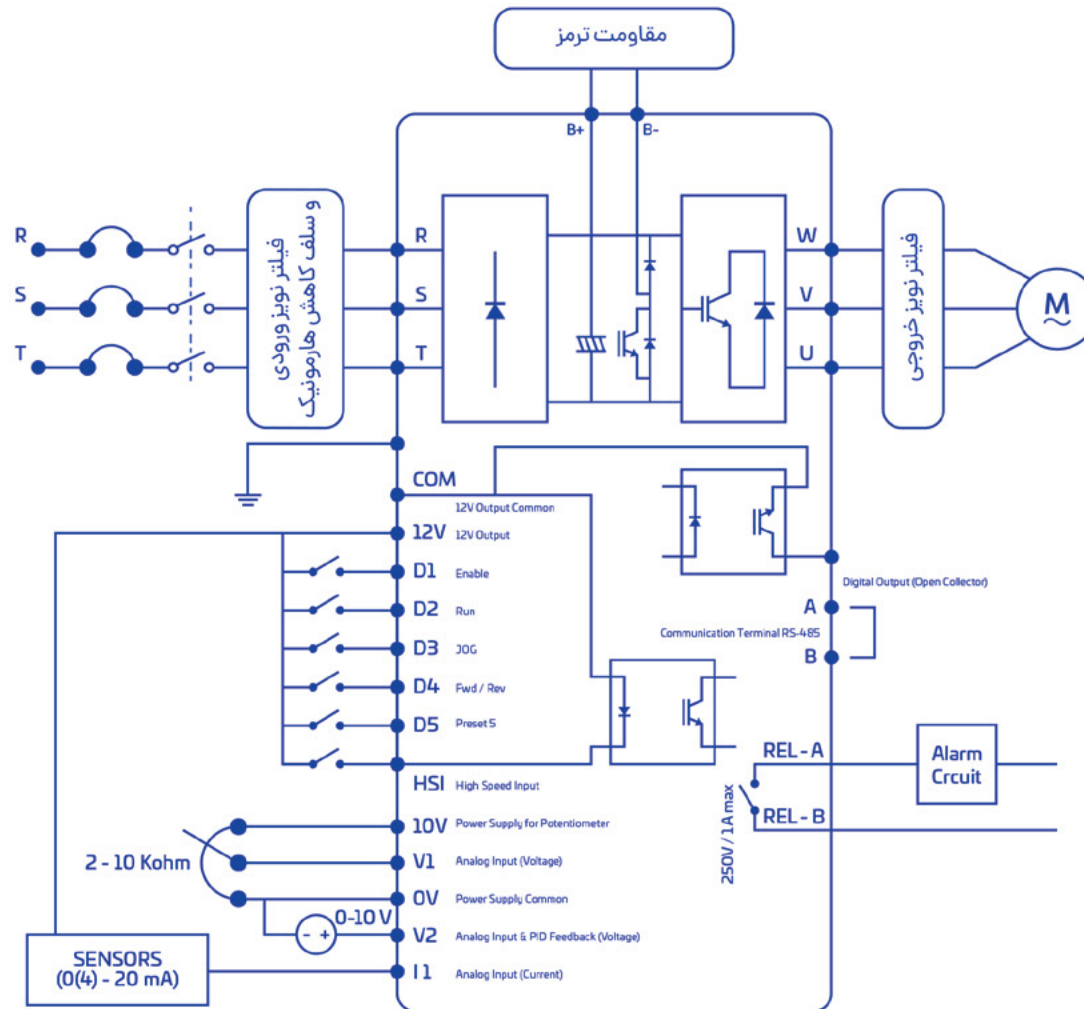 مقاومت ترمز
B+
B-
R
S
T
فیلتر نویز ورودی
و سلف کاهش هارمونیک
R
S
T
W
V
U
فیلتر نویز خروجی
M
~
COM
12V Output Common
12V 12V Output
D1 Enable
D2 Run
D3 JOG
D4 Fwd / Rev
D5 Preset 5
HSI High Speed Input
10V Power Supply for Potentiometer
V1 Analog Input (Voltage)
0V Power Supply Common
V2 Analog Input & PID Feedback (Voltage)
I1 Analog Input (Current)
2 - 10 Kohm
0-10 V
- +
SENSORS
(0(4) - 20 mA)
Digital Output (Open Collector)
A
Communication Terminal RS-485
B
REL - A
REL - B
250V / 1A max
Alarm
Crcuit